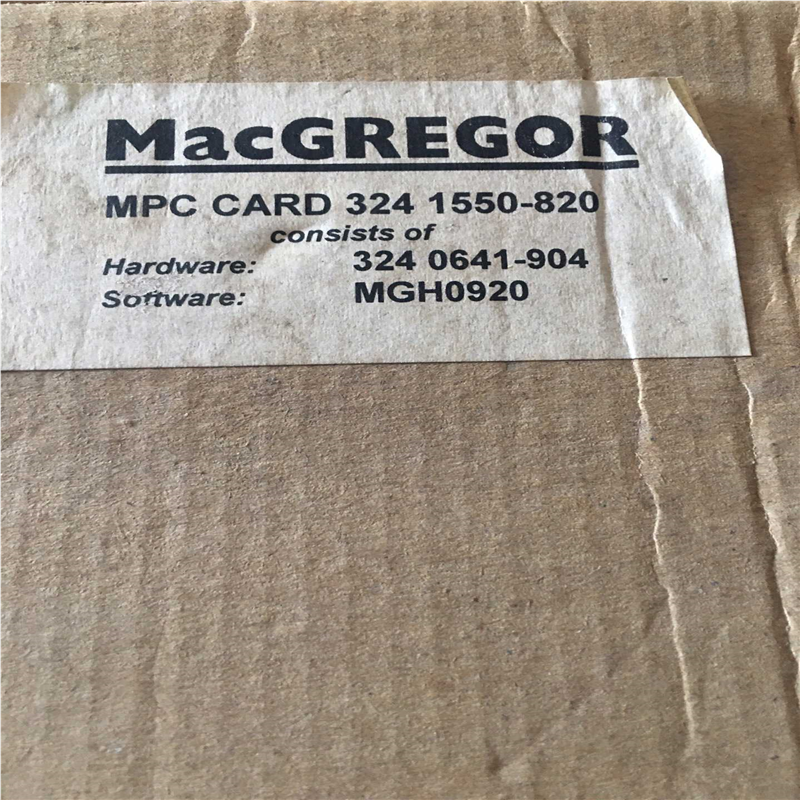 MacGREGOR
MPC CARD 324 1550-820
consists of
Hardware: 324 0641-904
Software: MGH0920